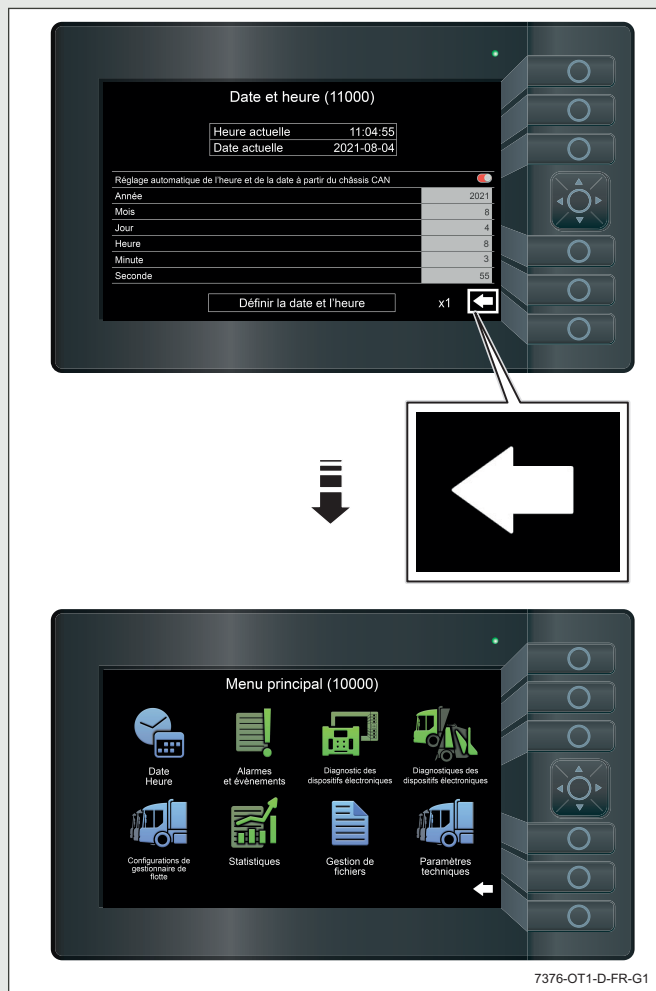 Date et heure (11000)
Heure actuelle 11:04:55
Date actuelle 2021-08-04
Réglage automatique de l'heure et de la date à partir du châssis CAN
Année 2021
Mois 8
Jour 4
Heure 8
Minute 3
Seconde 55
Définir la date et l'heure x1
Menu principal (10000)
Date
Heure
Alarmes
et évènements
Diagnostic des
dispositifs électroniques
Diagnostiques des
dispositifs électroniques
Configurations de
gestionnaire de
flotte
Statistiques
Gestion de
fichiers
Paramètres
techniques
7376-OT1-D-FR-G1